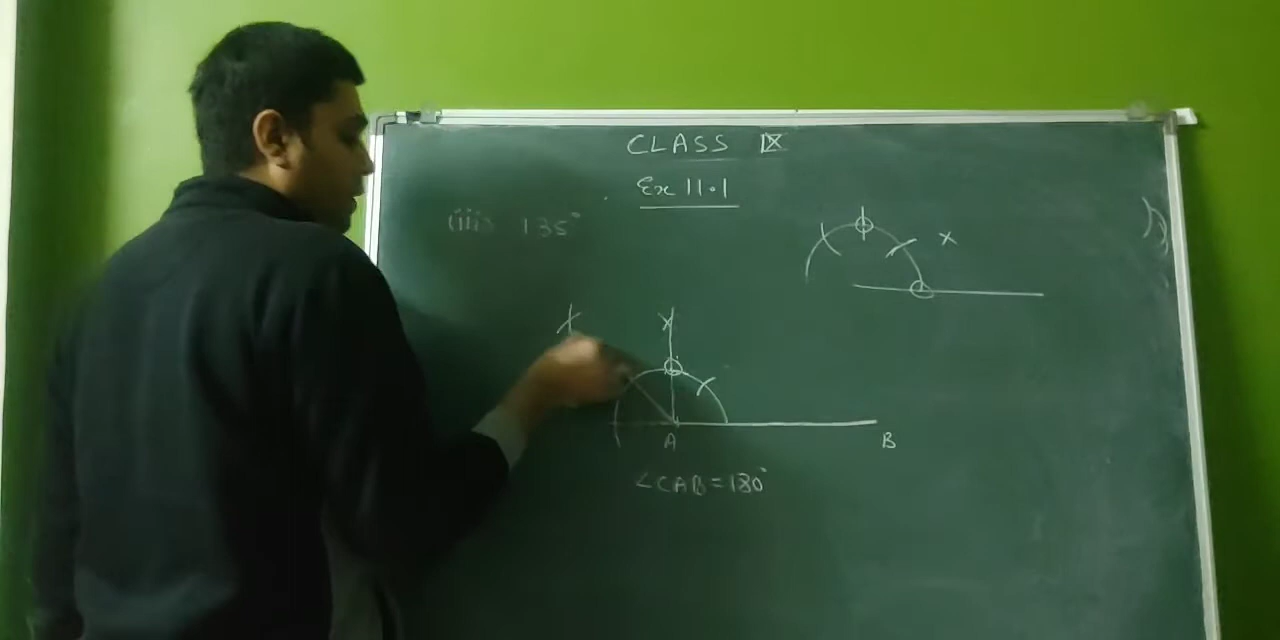 CLASS IX
Ex 11.1
(iii) 135°
A
B
<CAB = 180°